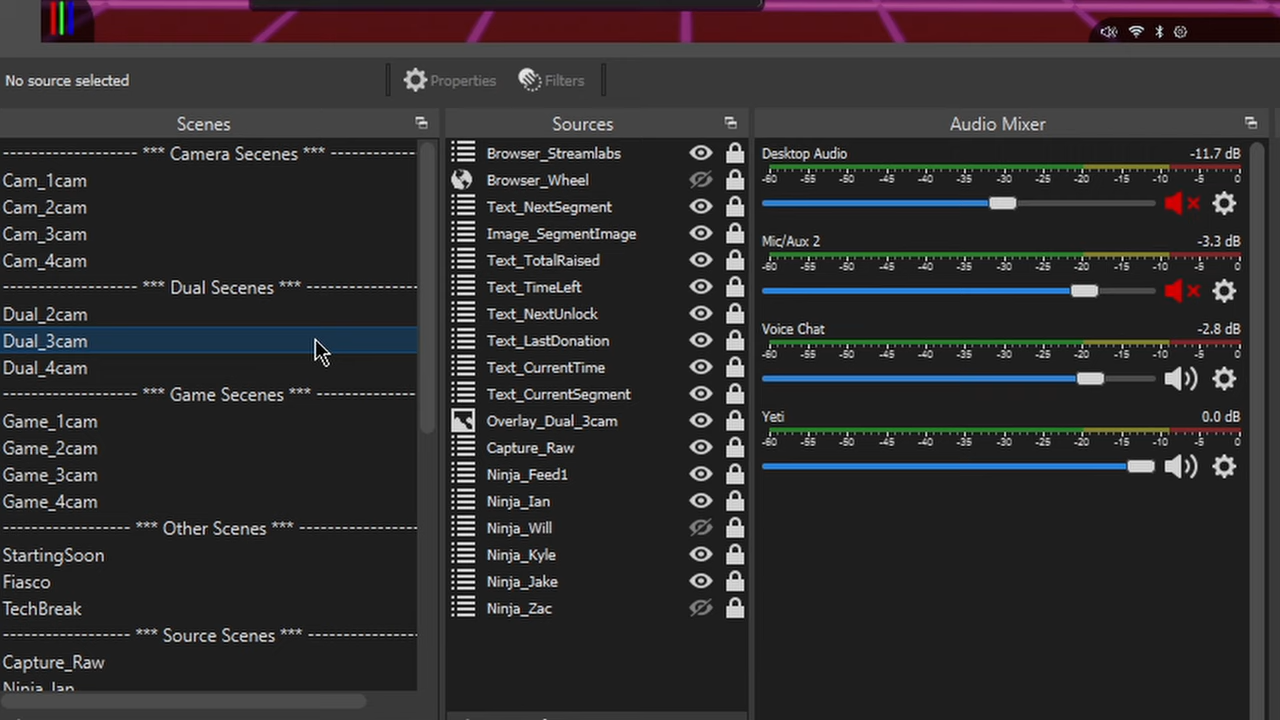 No source selected
Properties
Filters
Scenes
------------------ *** Camera Secenes *** ------------
Cam_1cam
Cam_2cam
Cam_3cam
Cam_4cam
------------------ *** Dual Secenes *** ---------------
Dual_2cam
Dual_3cam
Dual_4cam
------------------ *** Game Secenes *** --------------
Game_1cam
Game_2cam
Game_3cam
Game_4cam
----------------- *** Other Scenes *** ----------------
StartingSoon
Fiasco
TechBreak
----------------- *** Source Scenes *** ---------------
Capture_Raw
Ninja_Ian
Sources
Browser_Streamlabs
Browser_Wheel
Text_NextSegment
Image_SegmentImage
Text_TotalRaised
Text_TimeLeft
Text_NextUnlock
Text_LastDonation
Text_CurrentTime
Text_CurrentSegment
Overlay_Dual_3cam
Capture_Raw
Ninja_Feed1
Ninja_Ian
Ninja_Will
Ninja_Kyle
Ninja_Jake
Ninja_Zac
Audio Mixer
Desktop Audio -11.7 dB
-60 -55 -50 -45 -40 -35 -30 -25 -20 -15 -10 -5 0
Mic/Aux 2 -3.3 dB
-60 -55 -50 -45 -40 -35 -30 -25 -20 -15 -10 -5 0
Voice Chat -2.8 dB
-60 -55 -50 -45 -40 -35 -30 -25 -20 -15 -10 -5 0
Yeti 0.0 dB
-60 -55 -50 -45 -40 -35 -30 -25 -20 -15 -10 -5 0